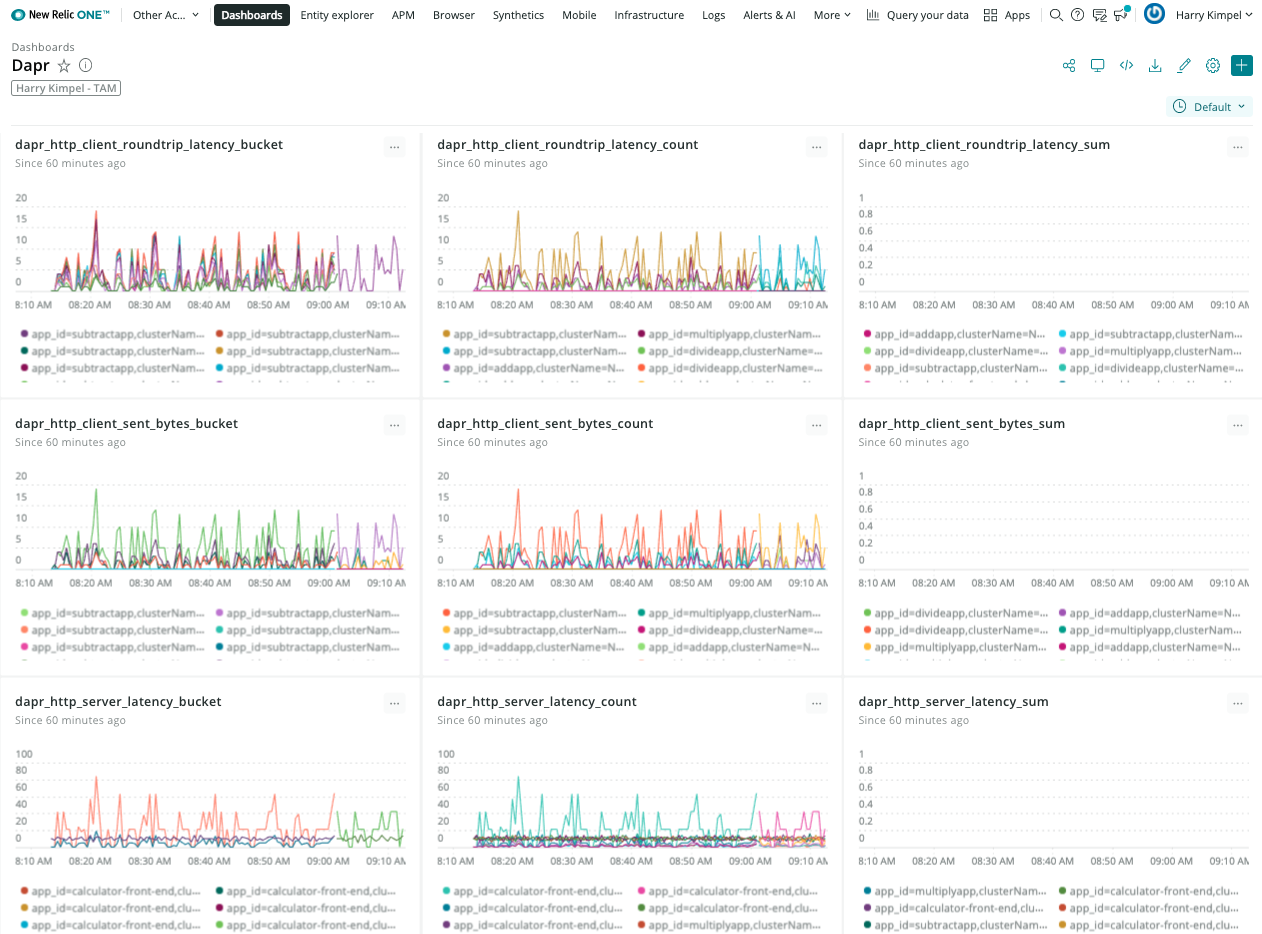 New Relic ONE™ Other Ac... Dashboards Entity explorer APM Browser Synthetics Mobile Infrastructure Logs Alerts & AI More Query your data Apps Harry Kimpel
Dashboards
Dapr
Harry Kimpel - TAM
Default
dapr_http_client_roundtrip_latency_bucket
Since 60 minutes ago
20
15
10
5
0
8:10 AM 08:20 AM 08:30 AM 08:40 AM 08:50 AM 09:00 AM 09:10 AM
app_id=subtractapp,clusterNam... app_id=subtractapp,clusterNam...
app_id=subtractapp,clusterNam... app_id=subtractapp,clusterNam...
app_id=subtractapp,clusterNam... app_id=subtractapp,clusterNam...
dapr_http_client_roundtrip_latency_count
Since 60 minutes ago
20
15
10
5
0
8:10 AM 08:20 AM 08:30 AM 08:40 AM 08:50 AM 09:00 AM 09:10 AM
app_id=subtractapp,clusterNam... app_id=multiplyapp,clusterNam...
app_id=subtractapp,clusterNam... app_id=divideapp,clusterName=...
app_id=addapp,clusterName=N... app_id=divideapp,clusterName=...
dapr_http_client_roundtrip_latency_sum
Since 60 minutes ago
1
0.8
0.6
0.4
0.2
0
8:10 AM 08:20 AM 08:30 AM 08:40 AM 08:50 AM 09:00 AM 09:10 AM
app_id=addapp,clusterName=N... app_id=subtractapp,clusterNam...
app_id=divideapp,clusterName=... app_id=multiplyapp,clusterNam...
app_id=subtractapp,clusterNam... app_id=divideapp,clusterName=...
dapr_http_client_sent_bytes_bucket
Since 60 minutes ago
20
15
10
5
0
8:10 AM 08:20 AM 08:30 AM 08:40 AM 08:50 AM 09:00 AM 09:10 AM
app_id=subtractapp,clusterNam... app_id=subtractapp,clusterNam...
app_id=subtractapp,clusterNam... app_id=subtractapp,clusterNam...
app_id=subtractapp,clusterNam... app_id=subtractapp,clusterNam...
dapr_http_client_sent_bytes_count
Since 60 minutes ago
20
15
10
5
0
8:10 AM 08:20 AM 08:30 AM 08:40 AM 08:50 AM 09:00 AM 09:10 AM
app_id=subtractapp,clusterNam... app_id=multiplyapp,clusterNam...
app_id=subtractapp,clusterNam... app_id=divideapp,clusterName=...
app_id=addapp,clusterName=N... app_id=addapp,clusterName=N...
dapr_http_client_sent_bytes_sum
Since 60 minutes ago
1
0.8
0.6
0.4
0.2
0
8:10 AM 08:20 AM 08:30 AM 08:40 AM 08:50 AM 09:00 AM 09:10 AM
app_id=divideapp,clusterName=... app_id=addapp,clusterName=N...
app_id=divideapp,clusterName=... app_id=multiplyapp,clusterNam...
app_id=multiplyapp,clusterNam... app_id=addapp,clusterName=N...
dapr_http_server_latency_bucket
Since 60 minutes ago
100
80
60
40
20
0
8:10 AM 08:20 AM 08:30 AM 08:40 AM 08:50 AM 09:00 AM 09:10 AM
app_id=calculator-front-end,clu... app_id=calculator-front-end,clu...
app_id=calculator-front-end,clu... app_id=calculator-front-end,clu...
app_id=calculator-front-end,clu... app_id=calculator-front-end,clu...
dapr_http_server_latency_count
Since 60 minutes ago
100
80
60
40
20
0
8:10 AM 08:20 AM 08:30 AM 08:40 AM 08:50 AM 09:00 AM 09:10 AM
app_id=calculator-front-end,clu... app_id=calculator-front-end,clu...
app_id=calculator-front-end,clu... app_id=calculator-front-end,clu...
app_id=calculator-front-end,clu... app_id=multiplyapp,clusterNam...
dapr_http_server_latency_sum
Since 60 minutes ago
1
0.8
0.6
0.4
0.2
0
8:10 AM 08:20 AM 08:30 AM 08:40 AM 08:50 AM 09:00 AM 09:10 AM
app_id=multiplyapp,clusterNam... app_id=calculator-front-end,clu...
app_id=calculator-front-end,clu... app_id=calculator-front-end,clu...
app_id=subtractapp,clusterNam... app_id=calculator-front-end,clu...